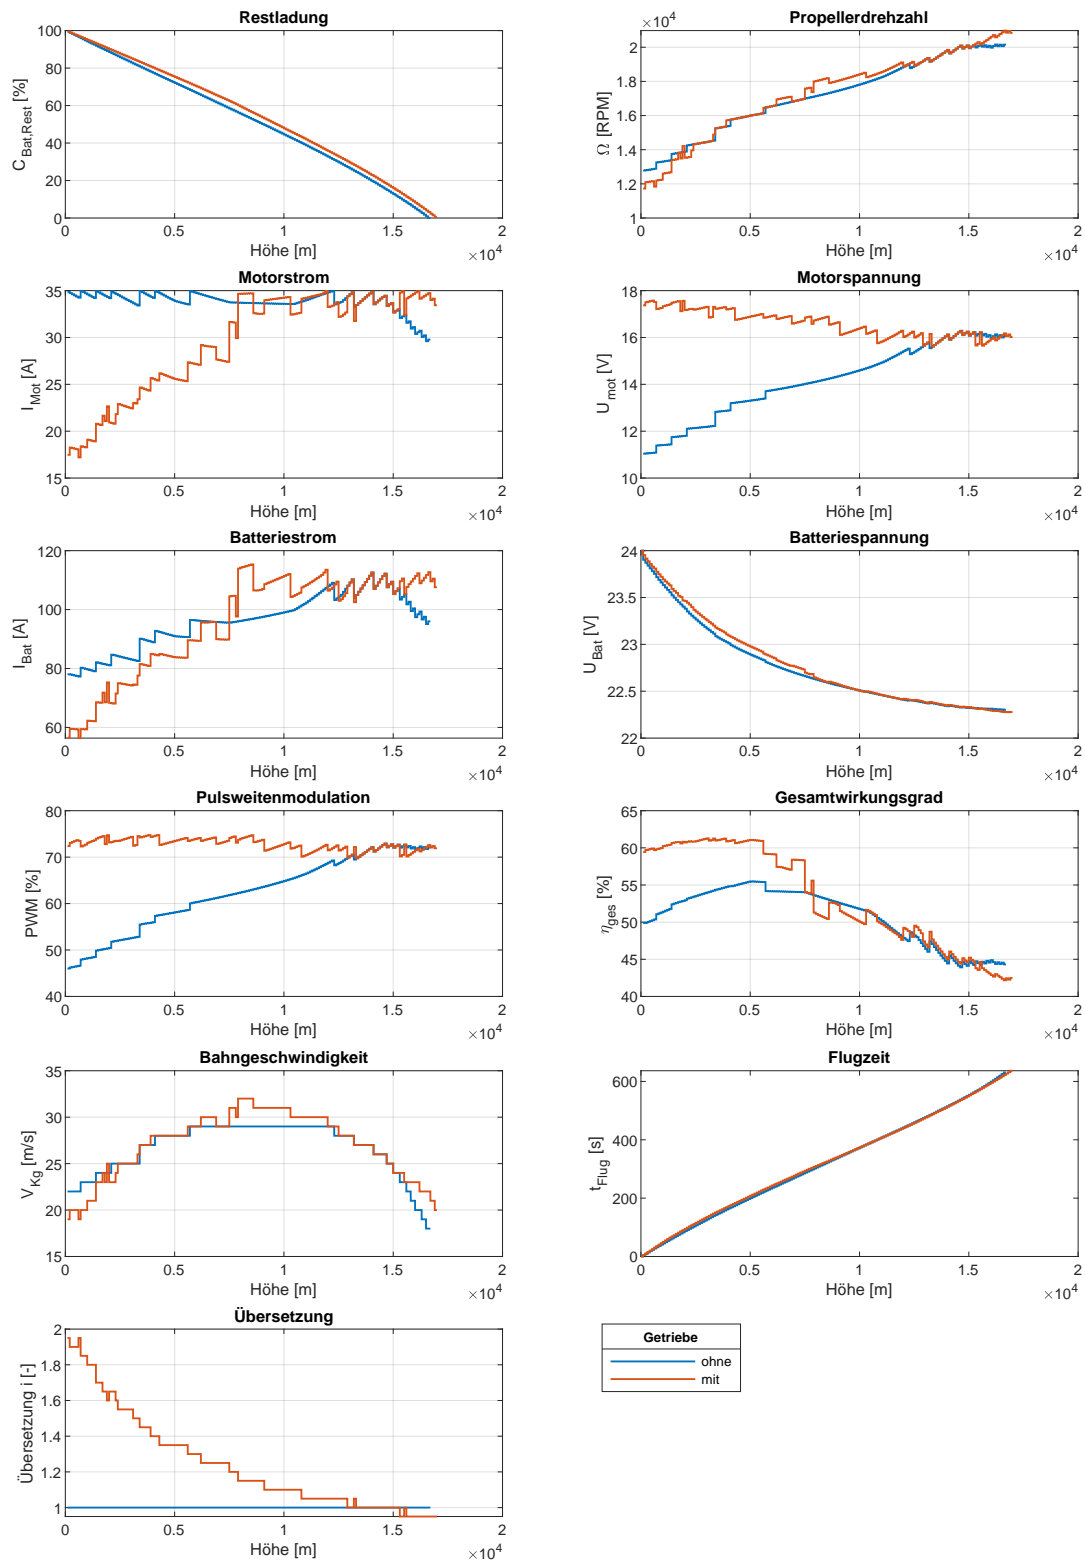 Restladung
100
80
60
40
20
0
C Bat,Rest [%]
0 0.5 1 1.5 2
Höhe [m]
×10^4
Propellerdrehzahl
×10^4
2
1.8
1.6
1.4
1.2
1
Ω [RPM]
0 0.5 1 1.5 2
Höhe [m]
×10^4
Motorstrom
35
30
25
20
15
I Mot [A]
0 0.5 1 1.5 2
Höhe [m]
×10^4
Motorspannung
18
16
14
12
10
U mot [V]
0 0.5 1 1.5 2
Höhe [m]
×10^4
Batteriestrom
120
100
80
60
I Bat [A]
0 0.5 1 1.5 2
Höhe [m]
×10^4
Batteriespannung
24
23.5
23
22.5
22
U Bat [V]
0 0.5 1 1.5 2
Höhe [m]
×10^4
Pulsweitenmodulation
80
70
60
50
40
PWM [%]
0 0.5 1 1.5 2
Höhe [m]
×10^4
Gesamtwirkungsgrad
65
60
55
50
45
40
η ges [%]
0 0.5 1 1.5 2
Höhe [m]
×10^4
Bahngeschwindigkeit
35
30
25
20
15
V Kg [m/s]
0 0.5 1 1.5 2
Höhe [m]
×10^4
Flugzeit
600
400
200
0
t Flug [s]
0 0.5 1 1.5 2
Höhe [m]
×10^4
Übersetzung
2
1.8
1.6
1.4
1.2
1
Übersetzung i [-]
0 0.5 1 1.5 2
Höhe [m]
×10^4
Getriebe
ohne
mit